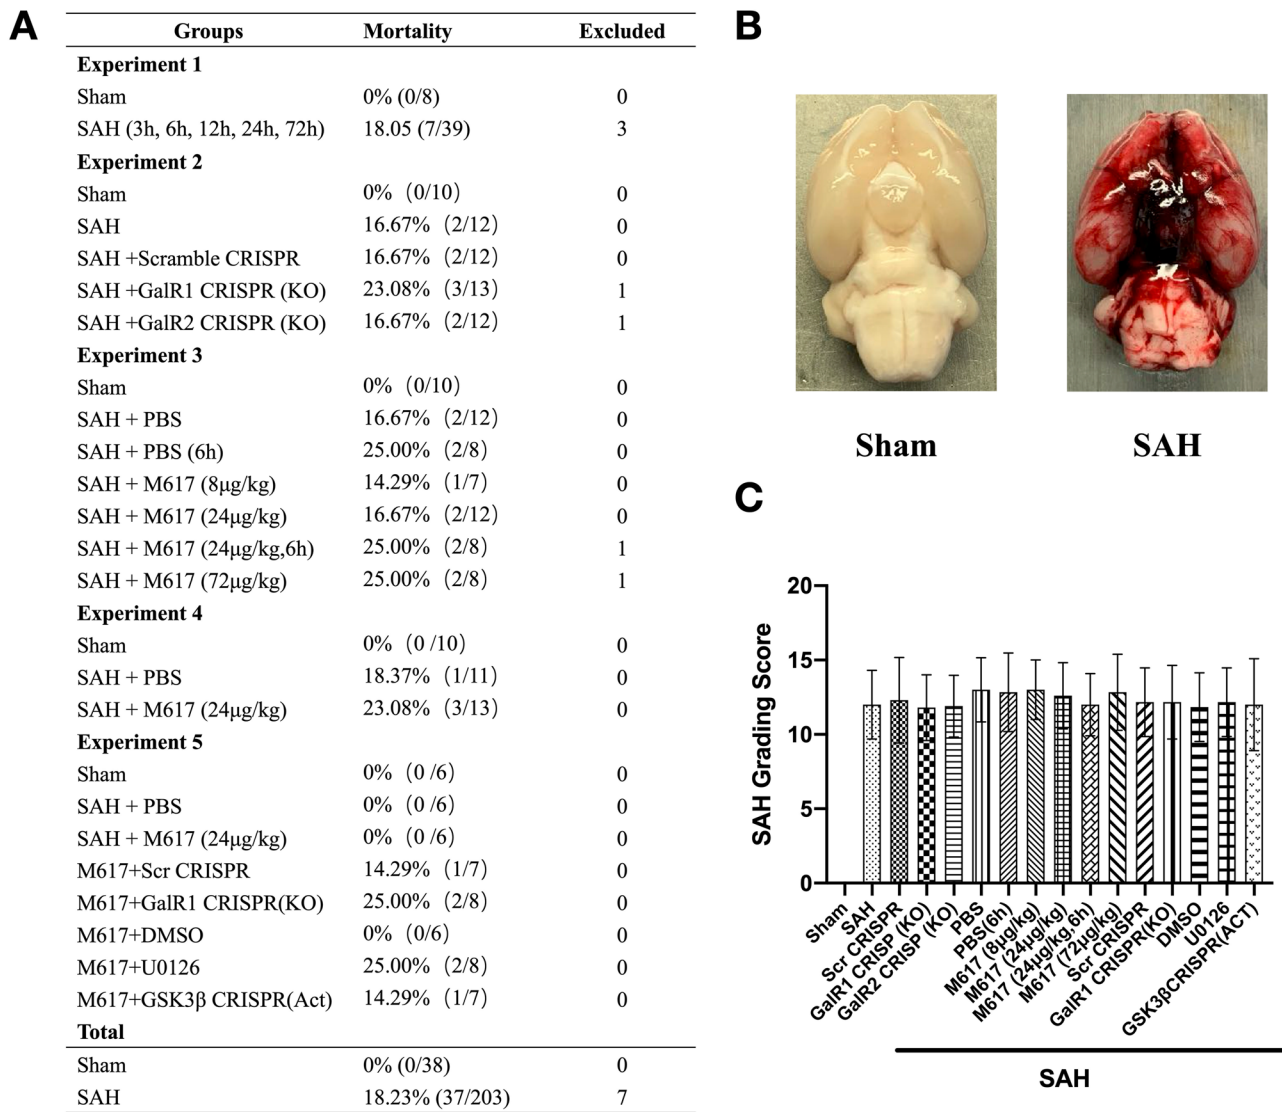 A
Groups Mortality Excluded
Experiment 1
Sham 0% (0/8) 0
SAH (3h, 6h, 12h, 24h, 72h) 18.05 (7/39) 3
Experiment 2
Sham 0% (0/10) 0
SAH 16.67% (2/12) 0
SAH +Scramble CRISPR 16.67% (2/12) 0
SAH +GalR1 CRISPR (KO) 23.08% (3/13) 1
SAH +GalR2 CRISPR (KO) 16.67% (2/12) 1
Experiment 3
Sham 0% (0/10) 0
SAH + PBS 16.67% (2/12) 0
SAH + PBS (6h) 25.00% (2/8) 0
SAH + M617 (8μg/kg) 14.29% (1/7) 0
SAH + M617 (24μg/kg) 16.67% (2/12) 0
SAH + M617 (24μg/kg,6h) 25.00% (2/8) 1
SAH + M617 (72μg/kg) 25.00% (2/8) 1
Experiment 4
Sham 0% (0 /10) 0
SAH + PBS 18.37% (1/11) 0
SAH + M617 (24μg/kg) 23.08% (3/13) 0
Experiment 5
Sham 0% (0 /6) 0
SAH + PBS 0% (0 /6) 0
SAH + M617 (24μg/kg) 0% (0 /6) 0
M617+Scr CRISPR 14.29% (1/7) 0
M617+GalR1 CRISPR(KO) 25.00% (2/8) 0
M617+DMSO 0% (0/6) 0
M617+U0126 25.00% (2/8) 0
M617+GSK3β CRISPR(Act) 14.29% (1/7) 0
Total
Sham 0% (0/38) 0
SAH 18.23% (37/203) 7
B
Sham SAH
C
SAH Grading Score
20
15
10
5
0
Sham
SAH
Scr CRISPR
GalR1 CRISP (KO)
GalR2 CRISP (KO)
PBS
PBS(6h)
M617 (8μg/kg)
M617 (24μg/kg)
M617 (24μg/kg,6h)
M617 (72μg/kg)
Scr CRISPR
GalR1 CRISPR(KO)
DMSO
U0126
GSK3βCRISPR(ACT)
SAH